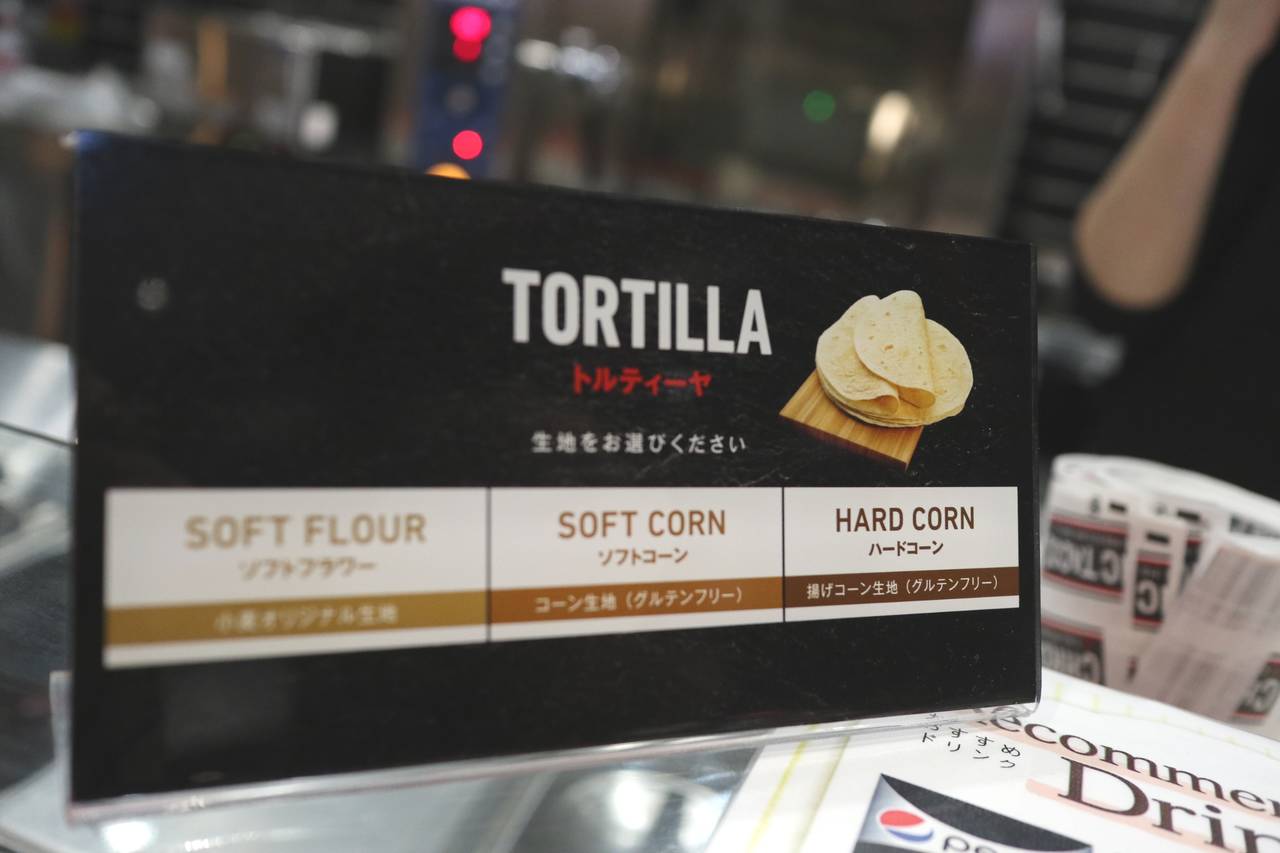 TORTILLA
トルティーヤ
生地をお選びください
SOFT FLOUR
ソフトフラワー
小麦オリジナル生地
SOFT CORN
ソフトコーン
コーン生地（グルテンフリー）
HARD CORN
ハードコーン
揚げコーン生地（グルテンフリー）